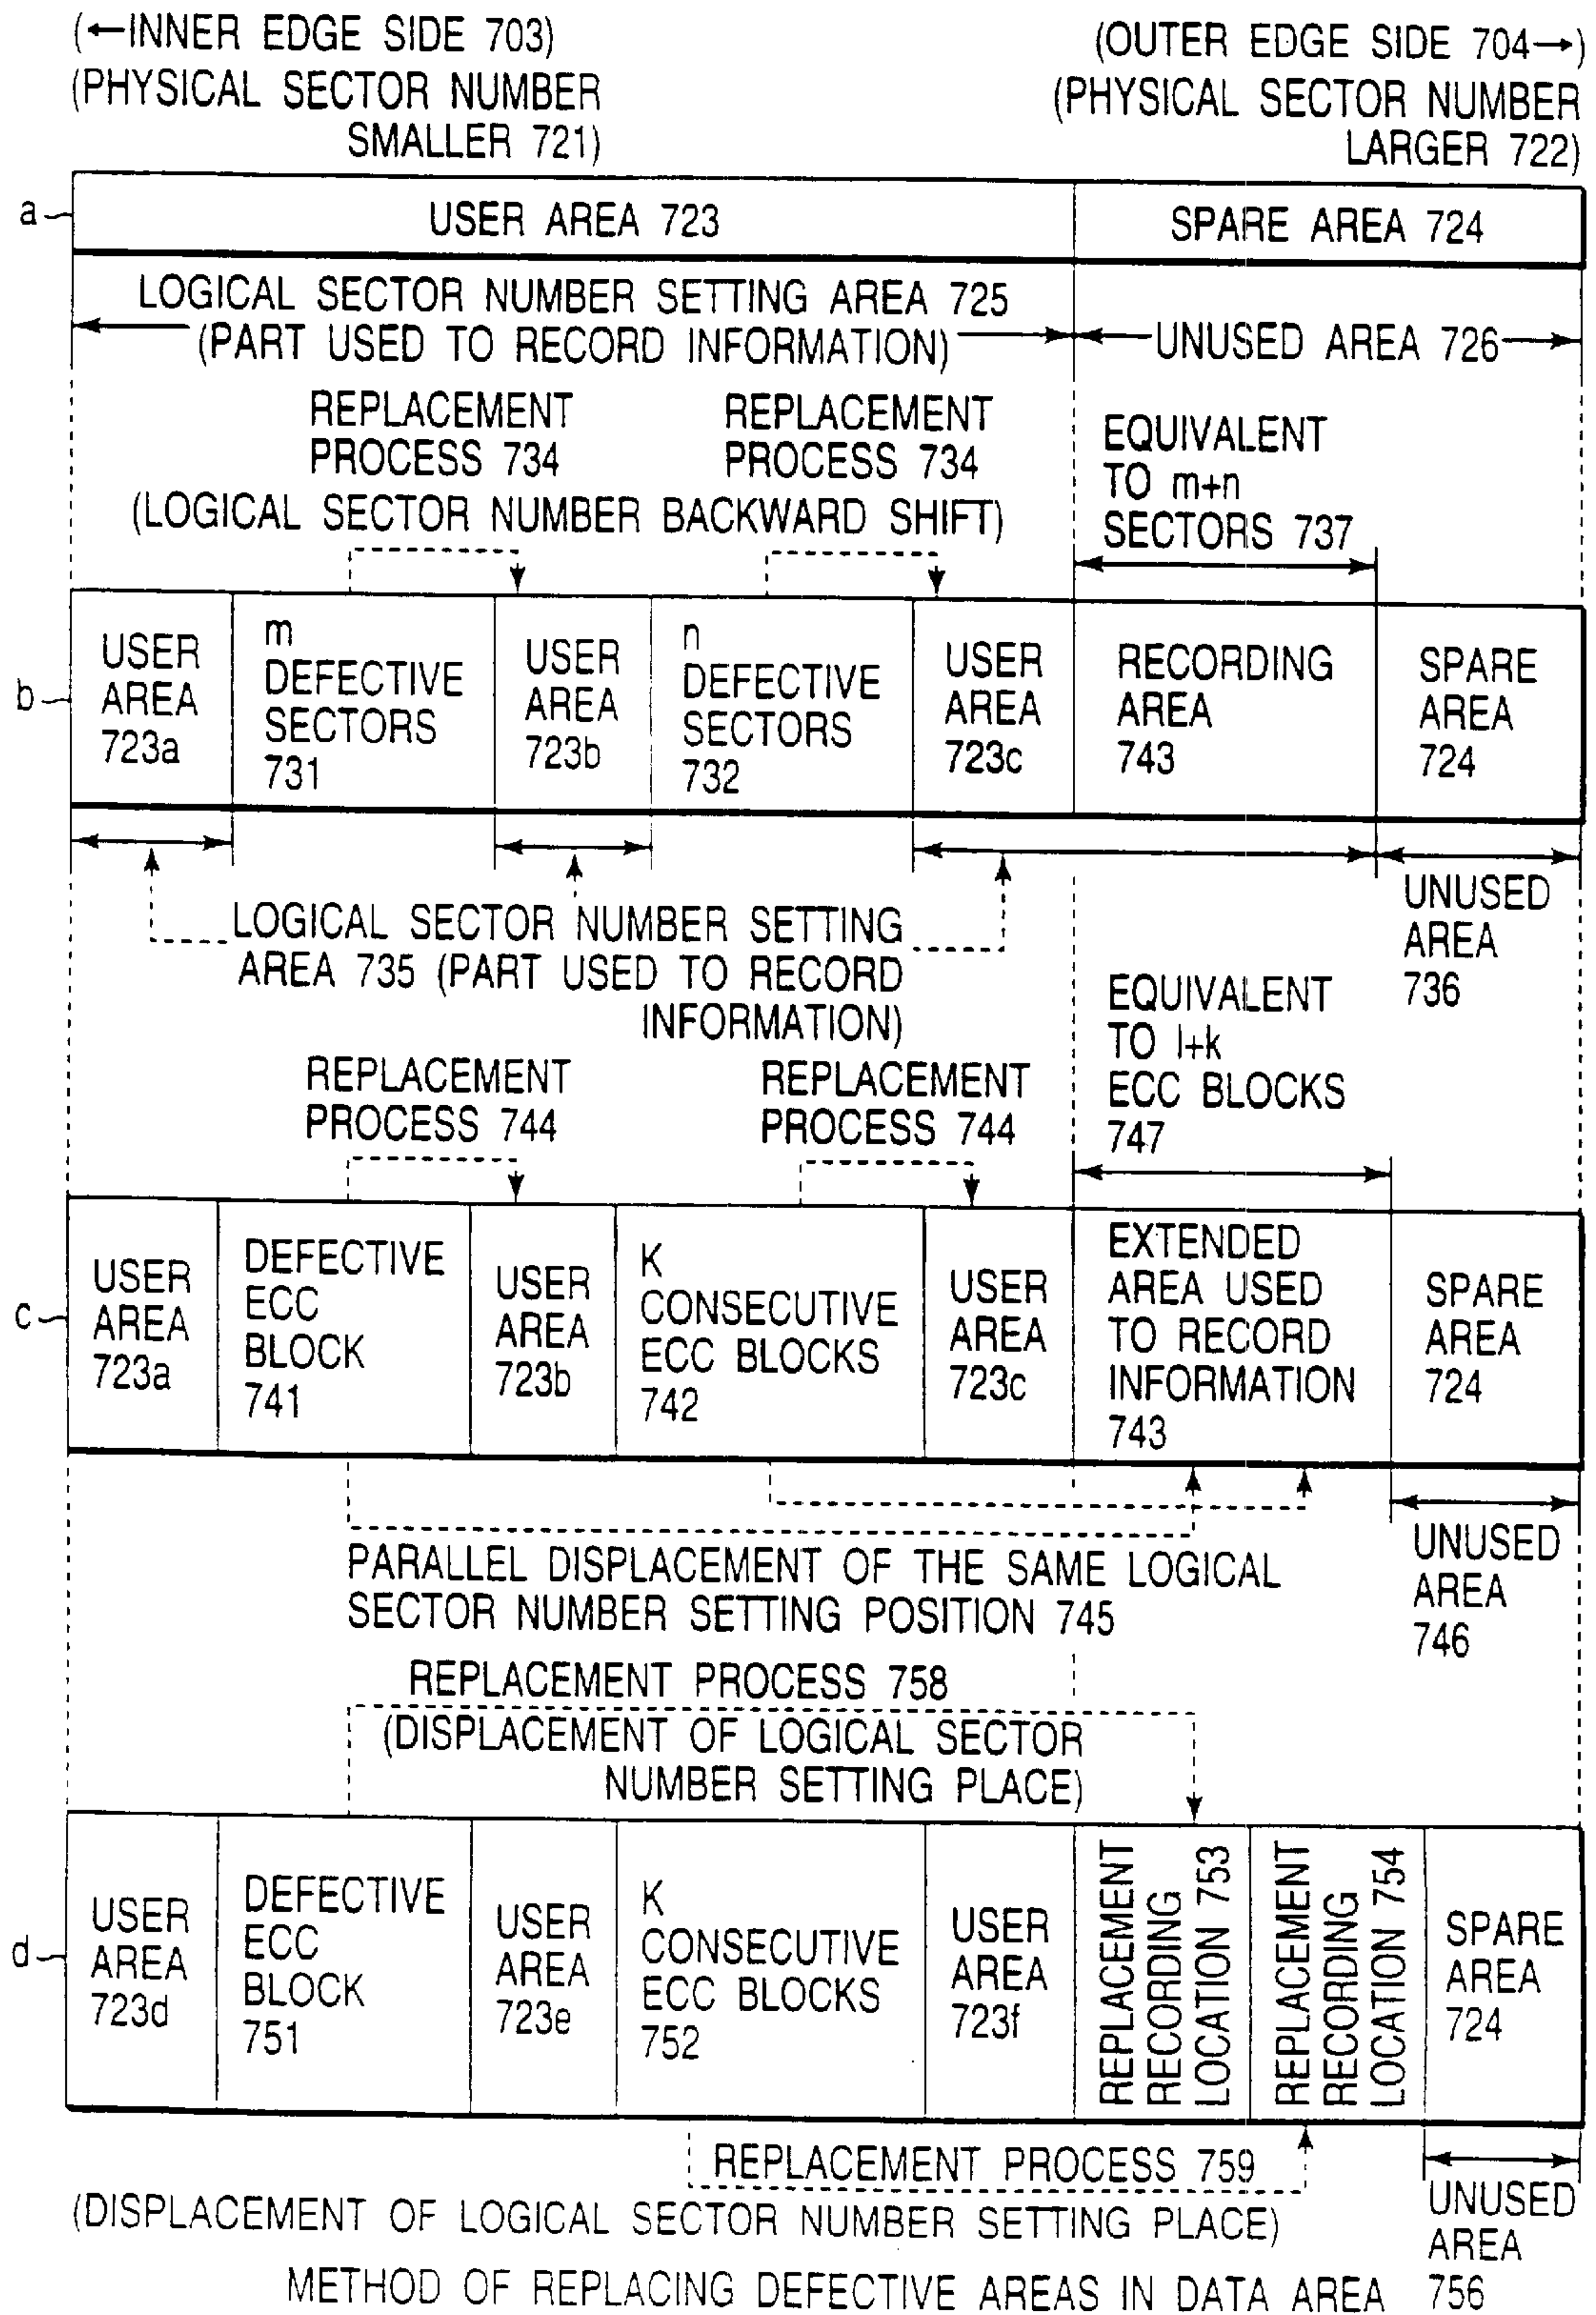 (←INNER EDGE SIDE 703)
(PHYSICAL SECTOR NUMBER
SMALLER 721)
(OUTER EDGE SIDE 704→)
(PHYSICAL SECTOR NUMBER
LARGER 722)
a
USER AREA 723
SPARE AREA 724
LOGICAL SECTOR NUMBER SETTING AREA 725
(PART USED TO RECORD INFORMATION)
UNUSED AREA 726
REPLACEMENT
PROCESS 734
REPLACEMENT
PROCESS 734
(LOGICAL SECTOR NUMBER BACKWARD SHIFT)
EQUIVALENT
TO m+n
SECTORS 737
b
USER
AREA
723a
m
DEFECTIVE
SECTORS
731
USER
AREA
723b
n
DEFECTIVE
SECTORS
732
USER
AREA
723c
RECORDING
AREA
743
SPARE
AREA
724
LOGICAL SECTOR NUMBER SETTING
AREA 735 (PART USED TO RECORD
INFORMATION)
UNUSED
AREA
736
REPLACEMENT
PROCESS 744
REPLACEMENT
PROCESS 744
EQUIVALENT
TO l+k
ECC BLOCKS
747
c
USER
AREA
723a
DEFECTIVE
ECC
BLOCK
741
USER
AREA
723b
K
CONSECUTIVE
ECC BLOCKS
742
USER
AREA
723c
EXTENDED
AREA USED
TO RECORD
INFORMATION
743
SPARE
AREA
724
PARALLEL DISPLACEMENT OF THE SAME LOGICAL
SECTOR NUMBER SETTING POSITION 745
UNUSED
AREA
746
REPLACEMENT PROCESS 758
(DISPLACEMENT OF LOGICAL SECTOR
NUMBER SETTING PLACE)
d
USER
AREA
723d
DEFECTIVE
ECC
BLOCK
751
USER
AREA
723e
K
CONSECUTIVE
ECC BLOCKS
752
USER
AREA
723f
REPLACEMENT
RECORDING
LOCATION 753
REPLACEMENT
RECORDING
LOCATION 754
SPARE
AREA
724
REPLACEMENT PROCESS 759
(DISPLACEMENT OF LOGICAL SECTOR NUMBER SETTING PLACE)
UNUSED
AREA
756
METHOD OF REPLACING DEFECTIVE AREAS IN DATA AREA